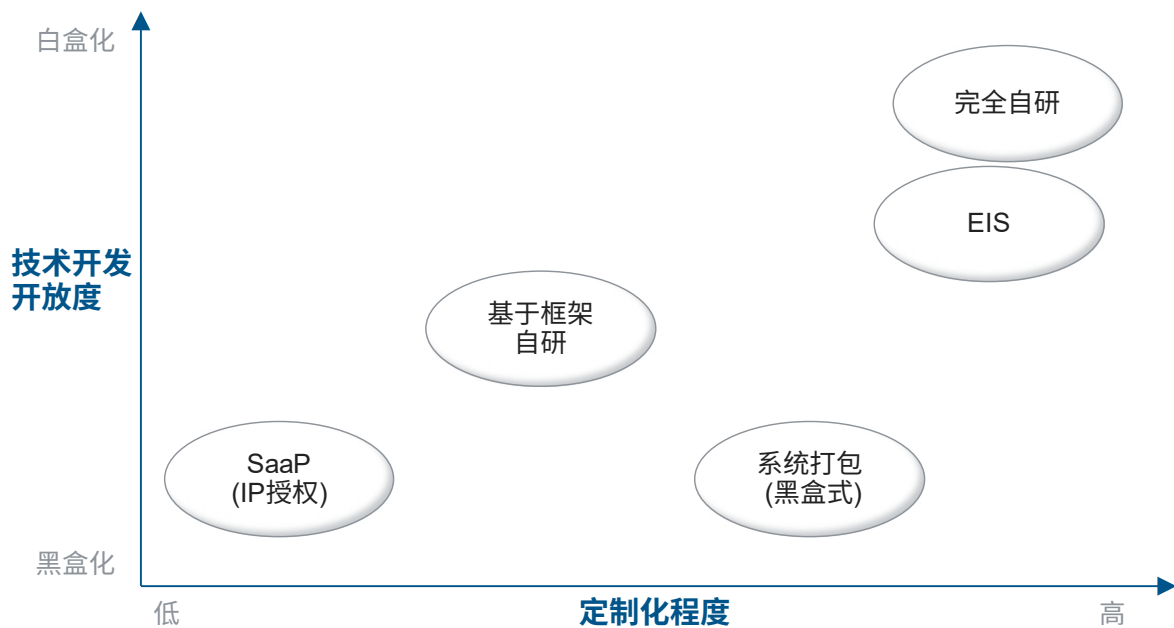 白盒化
完全自研
EIS
技术开发
开放度
基于框架
自研
SaaP
(IP授权)
系统打包
(黑盒式)
黑盒化
低
定制化程度
高